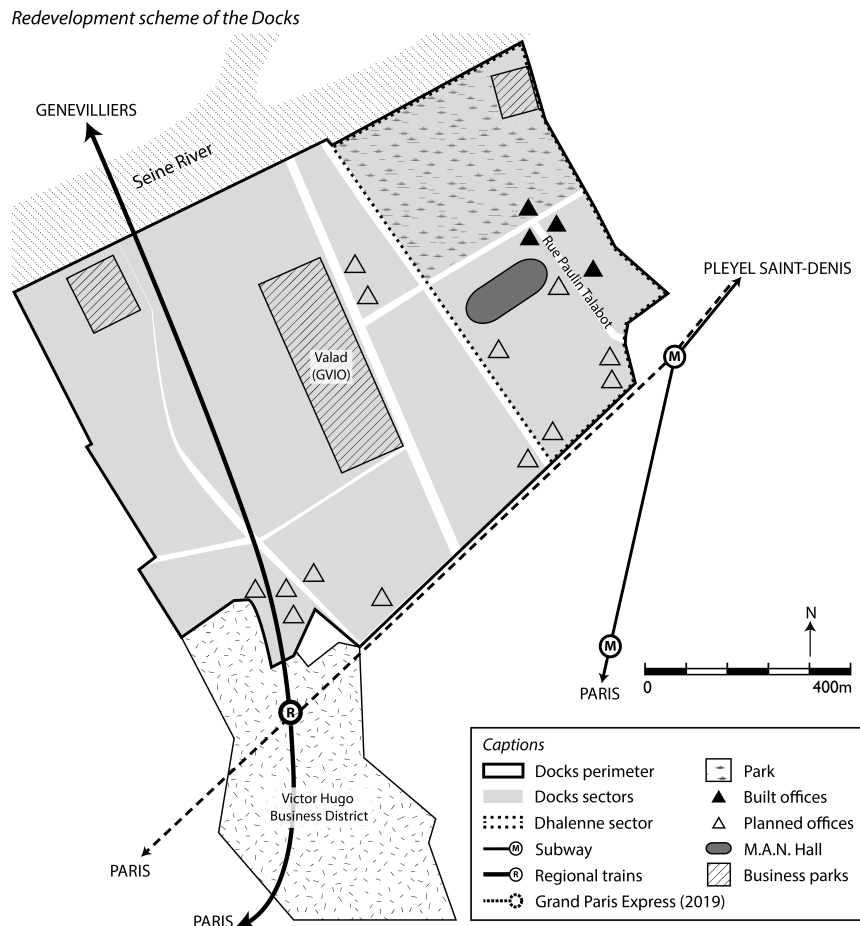 Redevelopment scheme of the Docks
GENEVILLIERS
Seine River
Rue Paulin Talabot
PLEYEL SAINT-DENIS
M
Valad
(GVIO)
N
M
PARIS
0 400m
R
Victor Hugo
Business District
PARIS
PARIS
Captions
Docks perimeter
Docks sectors
Dhalenne sector
M Subway
R Regional trains
Grand Paris Express (2019)
Park
Built offices
Planned offices
M.A.N. Hall
Business parks